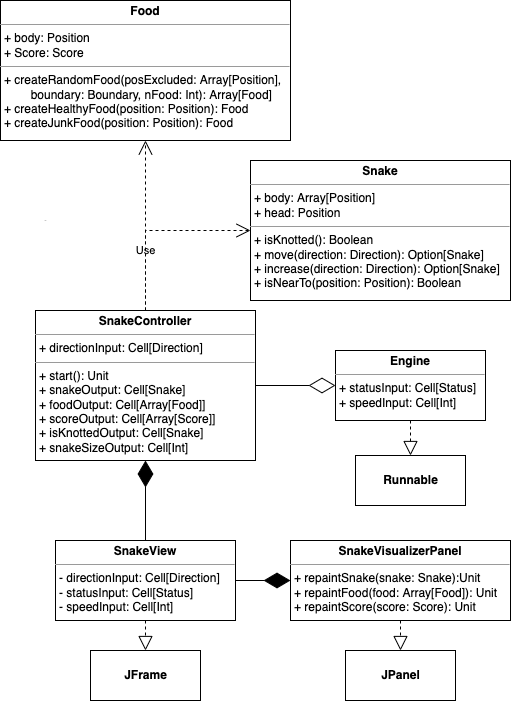 Food
+ body: Position
+ Score: Score
+ createRandomFood(posExcluded: Array[Position],
boundary: Boundary, nFood: Int): Array[Food]
+ createHealthyFood(position: Position): Food
+ createJunkFood(position: Position): Food
Snake
+ body: Array[Position]
+ head: Position
+ isKnotted(): Boolean
+ move(direction: Direction): Option[Snake]
+ increase(direction: Direction): Option[Snake]
+ isNearTo(position: Position): Boolean
Use
SnakeController
+ directionInput: Cell[Direction]
+ start(): Unit
+ snakeOutput: Cell[Snake]
+ foodOutput: Cell[Array[Food]]
+ scoreOutput: Cell[Array[Score]]
+ isKnottedOutput: Cell[Snake]
+ snakeSizeOutput: Cell[Int]
Engine
+ statusInput: Cell[Status]
+ speedInput: Cell[Int]
Runnable
SnakeView
- directionInput: Cell[Direction]
- statusInput: Cell[Status]
- speedInput: Cell[Int]
SnakeVisualizerPanel
+ repaintSnake(snake: Snake):Unit
+ repaintFood(food: Array[Food]): Unit
+ repaintScore(score: Score): Unit
JFrame
JPanel